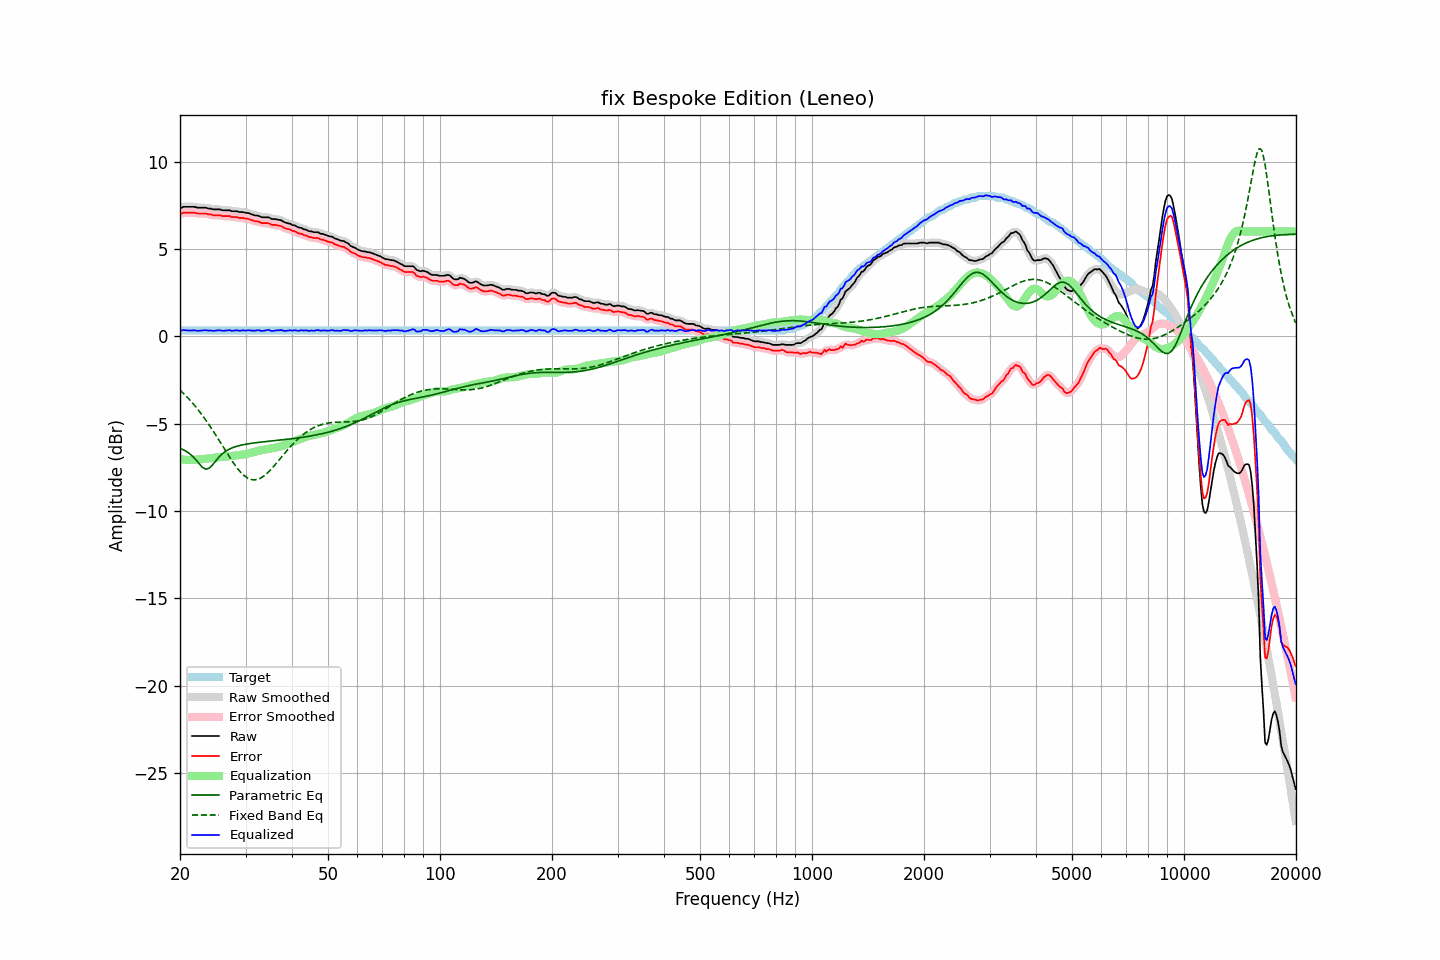 fix Bespoke Edition (Leneo)
Amplitude (dBr)
10
5
0
−5
−10
−15
−20
−25
Target
Raw Smoothed
Error Smoothed
Raw
Error
Equalization
Parametric Eq
Fixed Band Eq
Equalized
20 50 100 200 500 1000 2000 5000 10000 20000
Frequency (Hz)